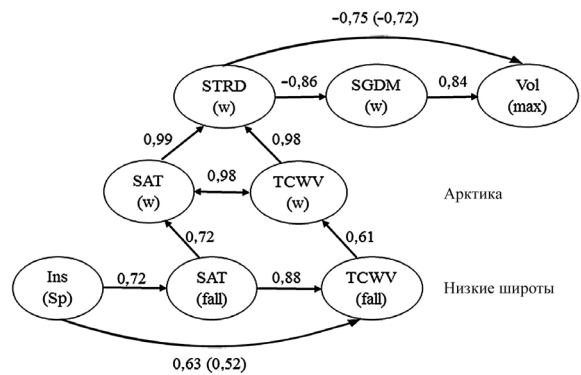 −0,75 (−0,72)
STRD
(w)
−0,86
SGDM
(w)
0,84
Vol
(max)
0,99
0,98
SAT
(w)
0,98
TCWV
(w)
Арктика
0,72
0,61
Ins
(Sp)
0,72
SAT
(fall)
0,88
TCWV
(fall)
Низкие широты
0,63 (0,52)